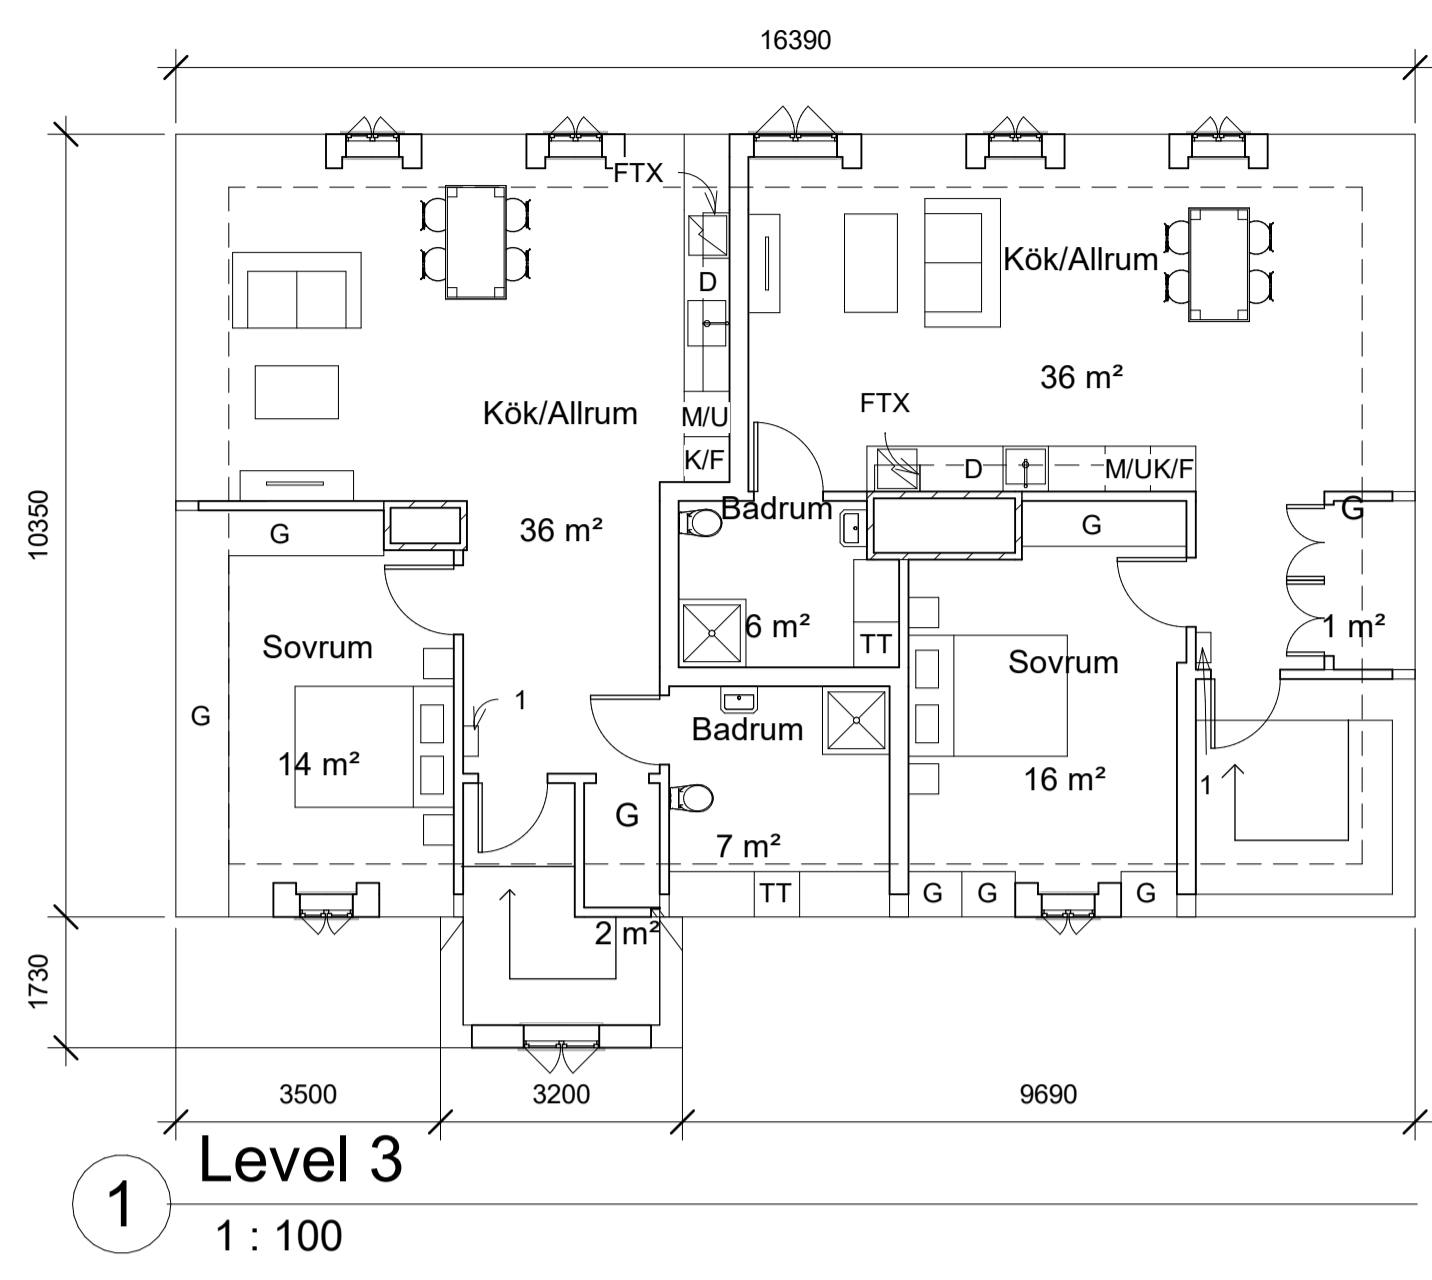 16390
FTX
Kök/Allrum
D
36 m²
FTX
Kök/Allrum
M/U
K/F
D
M/UK/F
10350
36 m²
Badrum
G
G
G
6 m²
1 m²
Sovrum
TT
Sovrum
G
1
Badrum
14 m²
16 m²
1
G
7 m²
TT
G
G
G
2 m²
1730
3500
3200
9690
Level 3
1
1 : 100